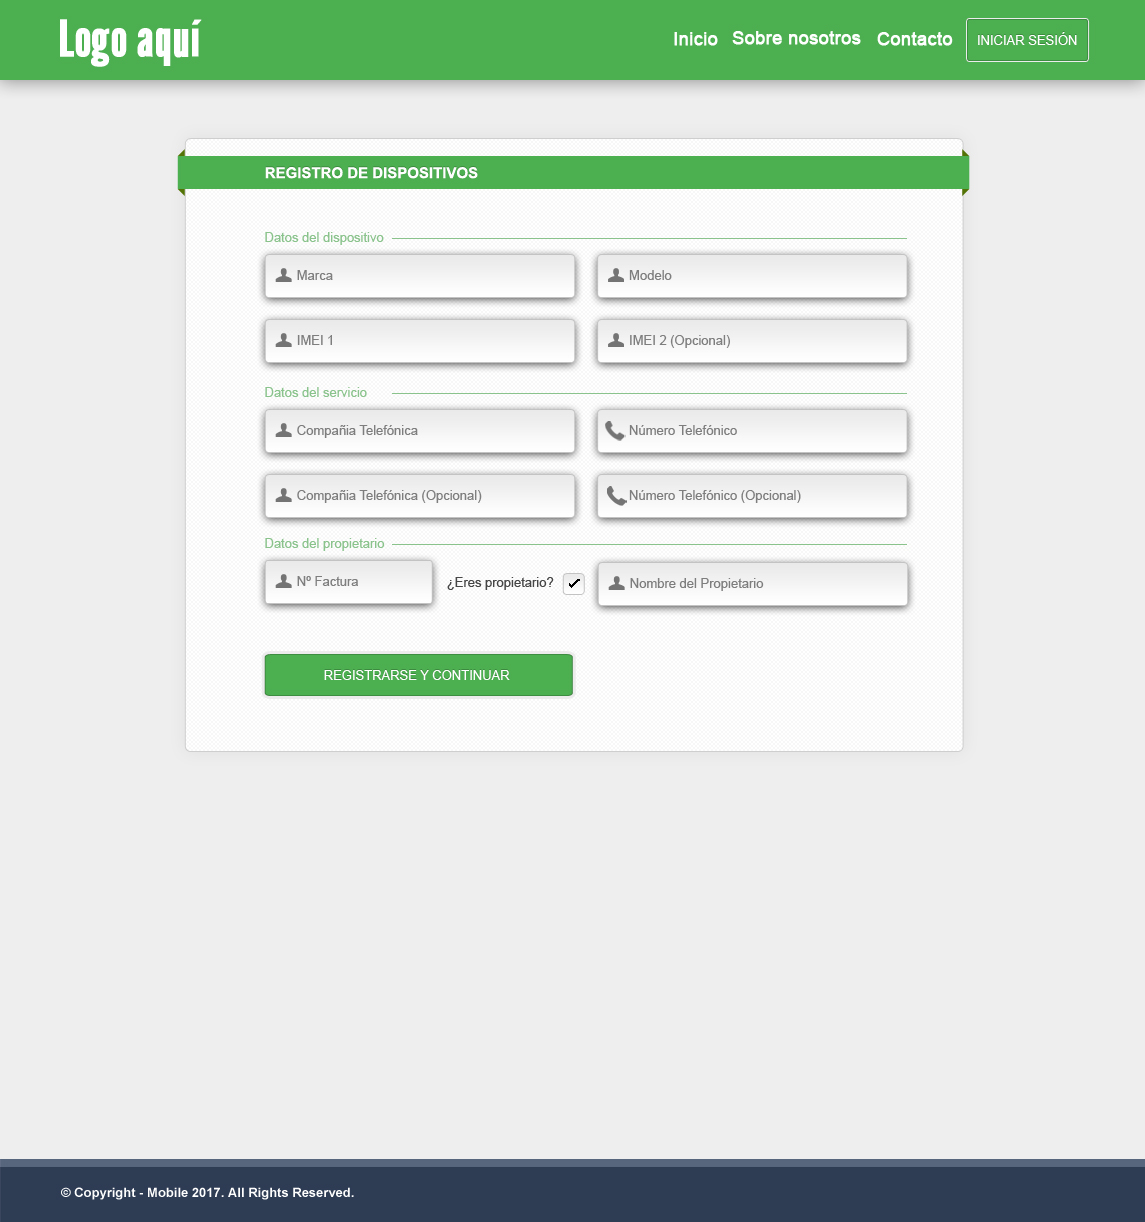 Logo aquí
Inicio Sobre nosotros Contacto INICIAR SESIÓN
REGISTRO DE DISPOSITIVOS
Datos del dispositivo
Marca Modelo
IMEI 1 IMEI 2 (Opcional)
Datos del servicio
Compañia Telefónica Número Telefónico
Compañia Telefónica (Opcional) Número Telefónico (Opcional)
Datos del propietario
Nº Factura ¿Eres propietario? Nombre del Propietario
REGISTRARSE Y CONTINUAR
© Copyright - Mobile 2017. All Rights Reserved.